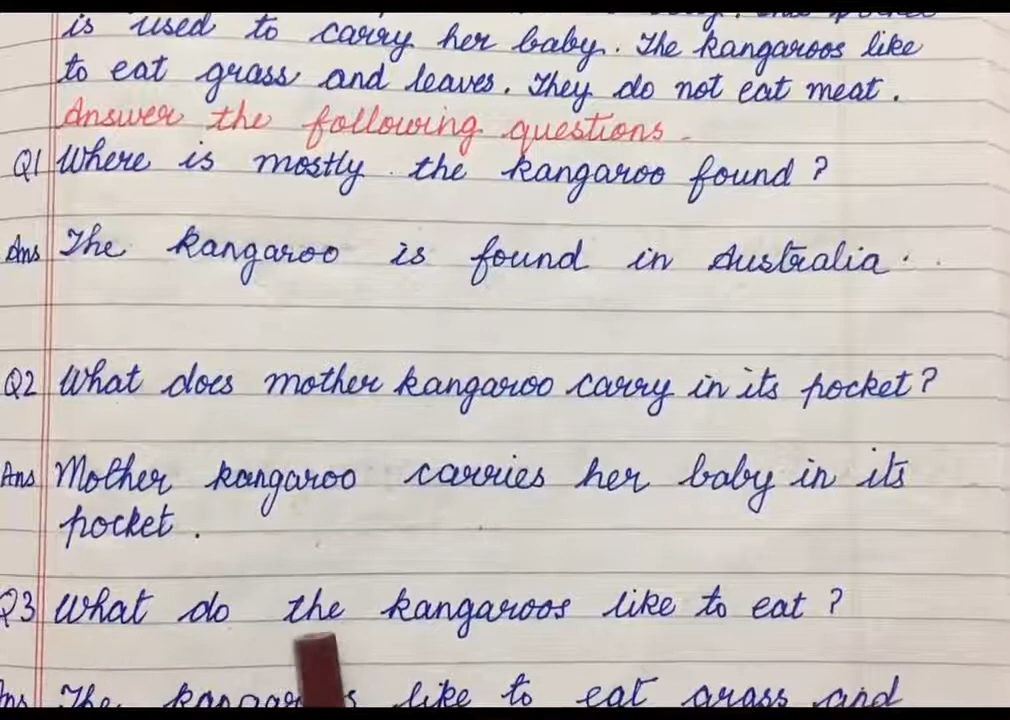 is used to carry her baby. The kangaroos like
to eat grass and leaves. They do not eat meat.
Answer the following questions.
Q1 Where is mostly the kangaroo found?
Ans The kangaroo is found in Australia.
Q2 What does mother kangaroo carry in its pocket?
Ans Mother kangaroo carries her baby in its
pocket.
Q3 What do the kangaroos like to eat?
Ans The kangaroos like to eat grass and